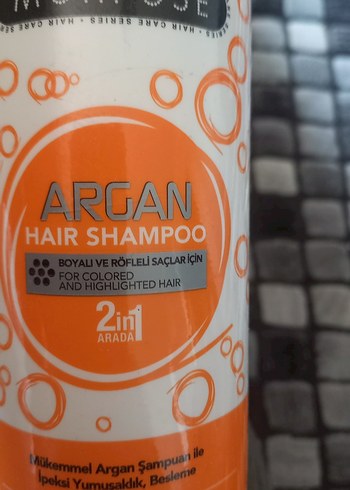 HAIR CARE SERIES
ARGAN
HAIR SHAMPOO
BOYALI VE RÖFLELİ SAÇLAR İÇİN
FOR COLORED
AND HIGHLIGHTED HAIR
2in1
ARADA
Mükemmel Argan Şampuan ile
İpeksi Yumuşaldık, Besleme